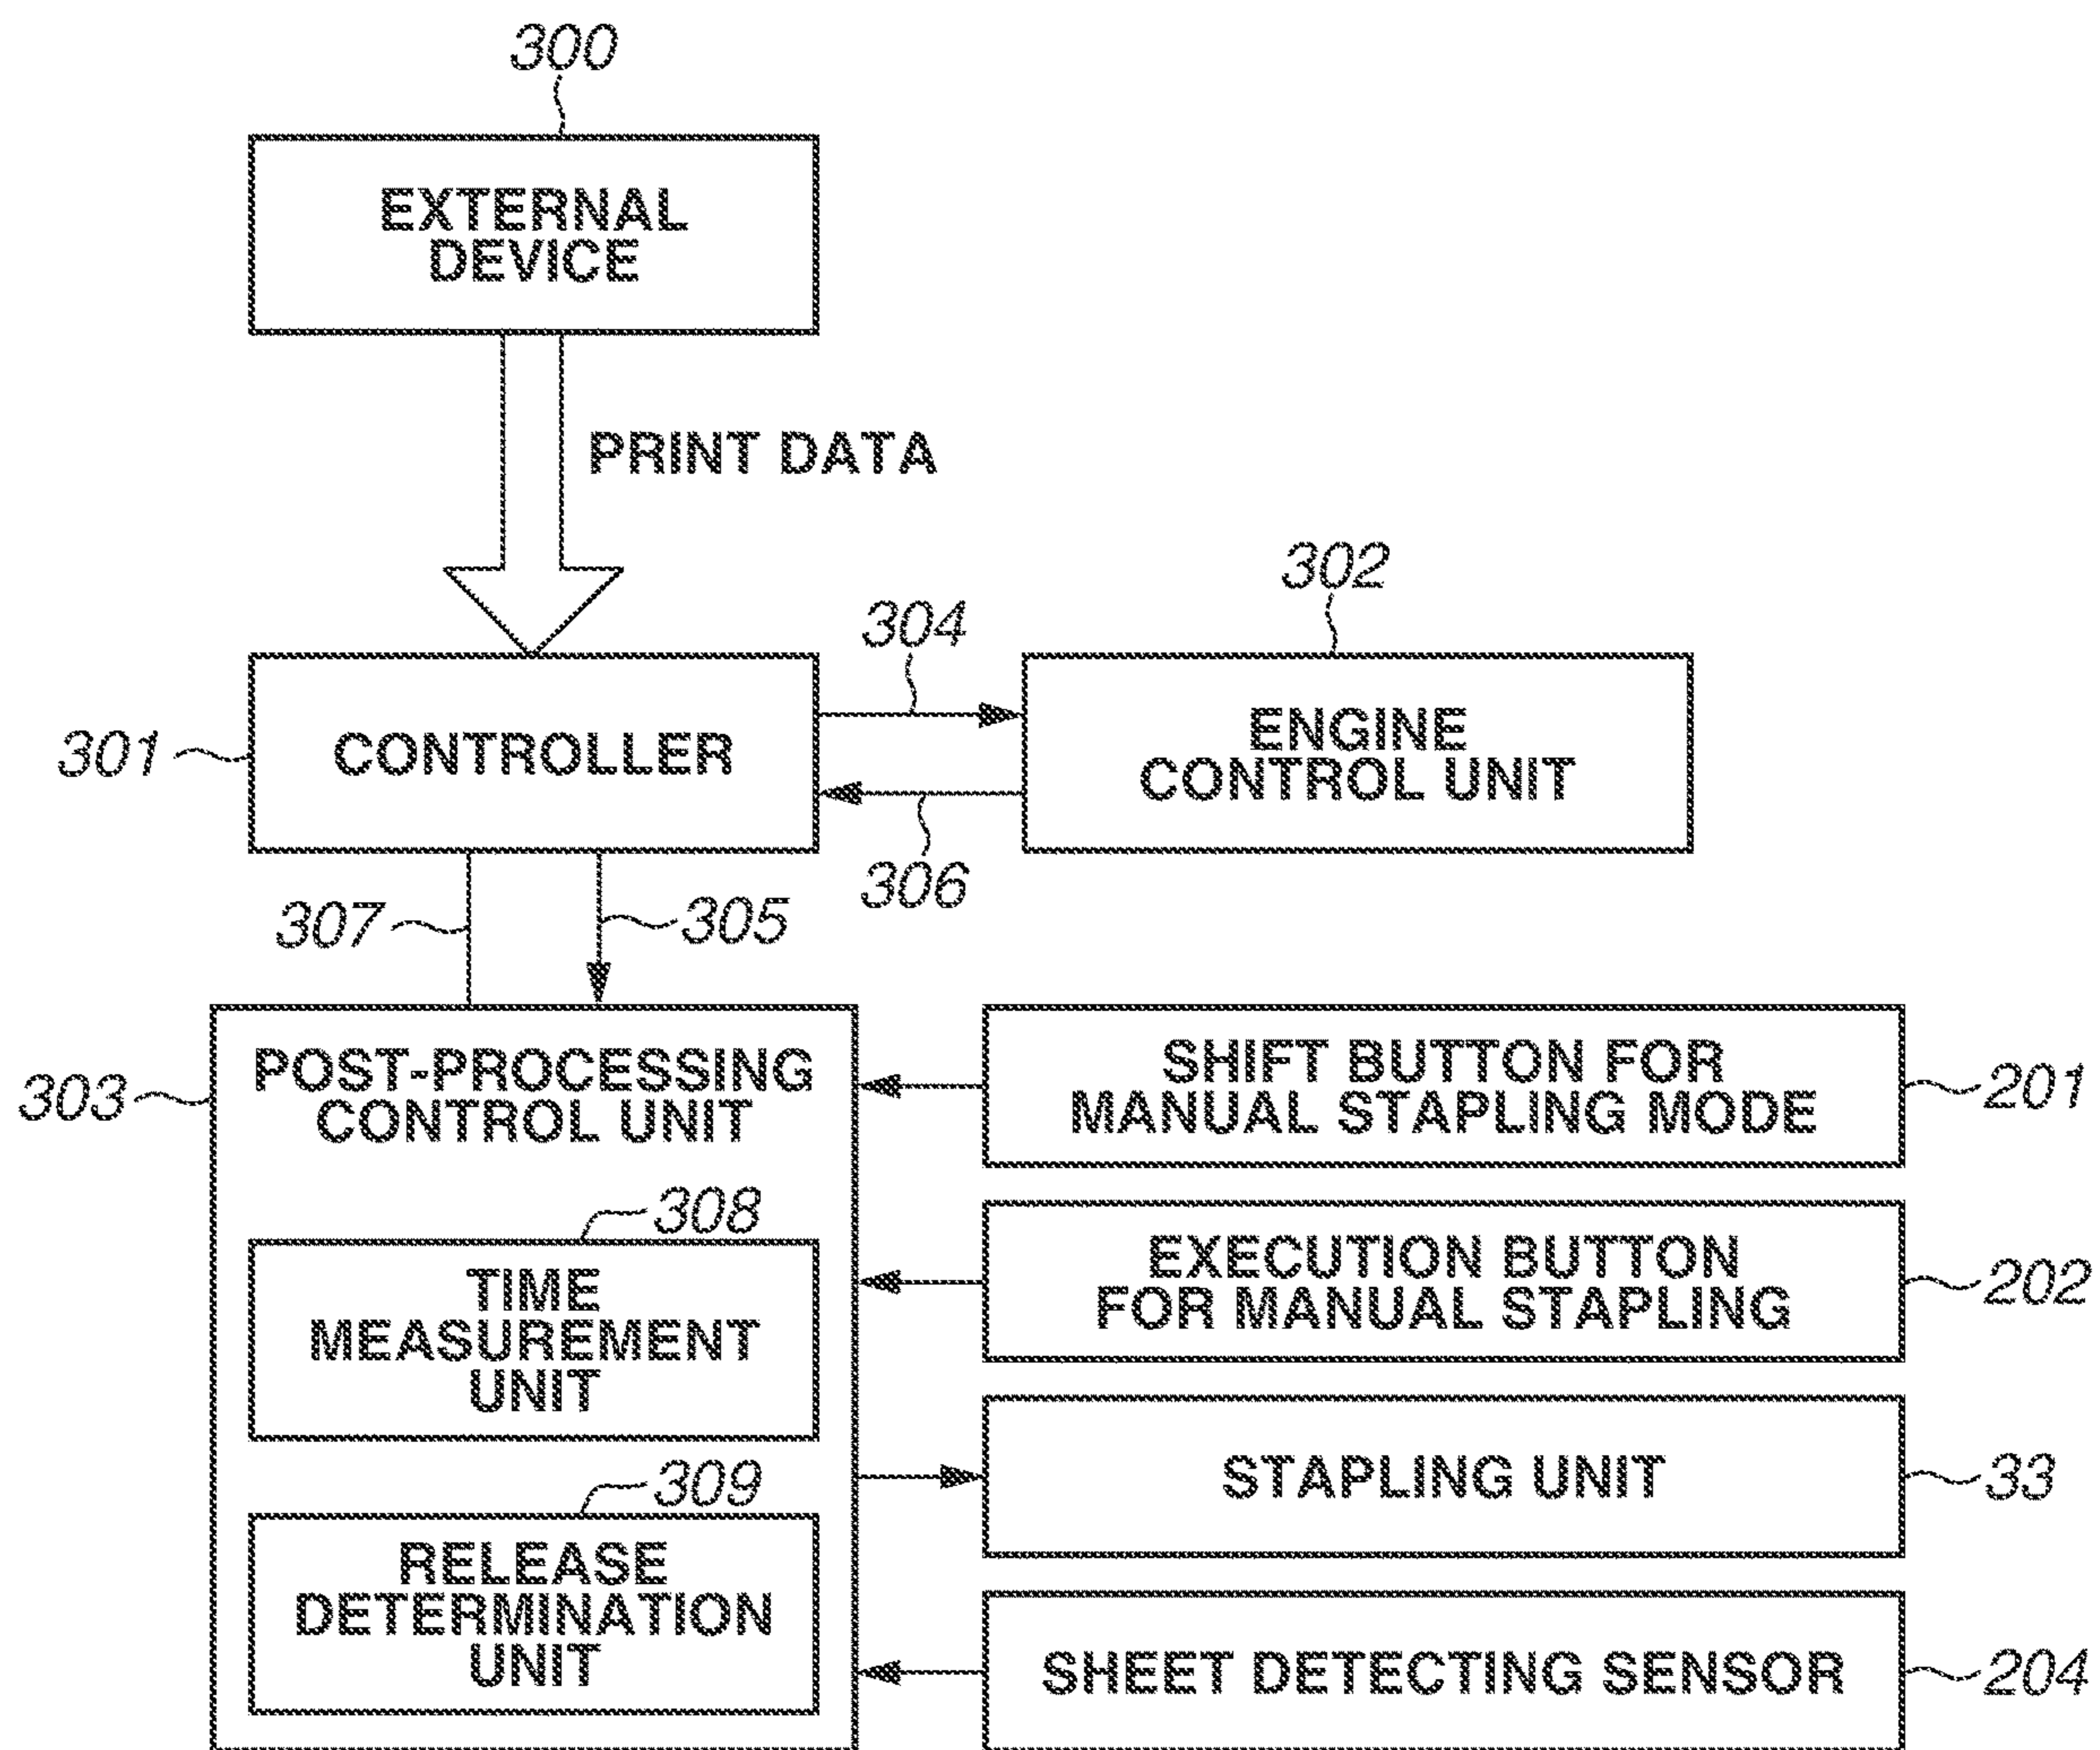 300
EXTERNAL
DEVICE
PRINT DATA
302
304
301
CONTROLLER
ENGINE
CONTROL UNIT
306
307
305
303
POST-PROCESSING
CONTROL UNIT
SHIFT BUTTON FOR
MANUAL STAPLING MODE
201
308
TIME
MEASUREMENT
UNIT
EXECUTION BUTTON
FOR MANUAL STAPLING
202
STAPLING UNIT
33
309
RELEASE
DETERMINATION
UNIT
SHEET DETECTING SENSOR
204